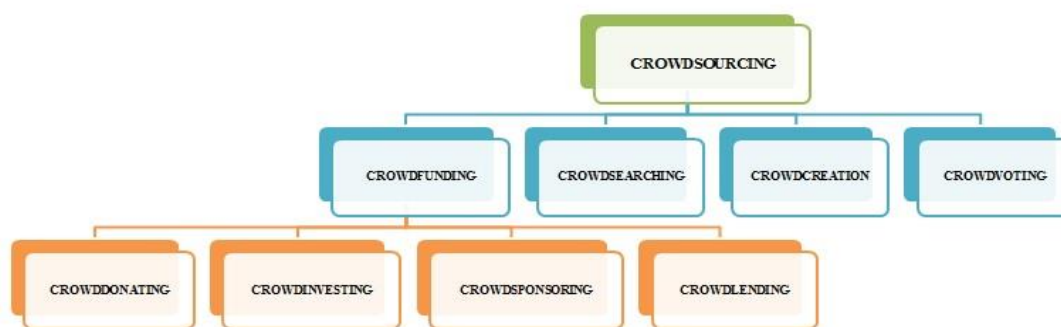 CROWDSOURCING
CROWDFUNDING
CROWDSEARCHING
CROWDCREATION
CROWDVOTING
CROWDDONATING
CROWDINVESTING
CROWDSPONSORING
CROWDLENDING